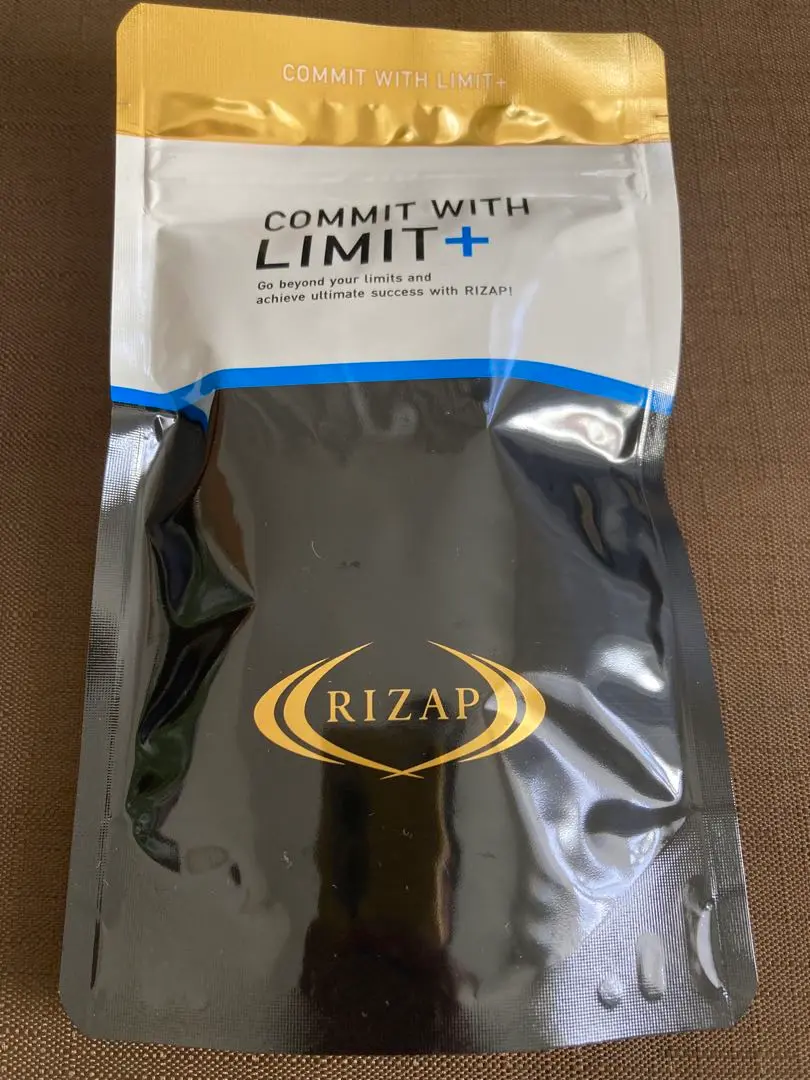 COMMIT WITH LIMIT+
COMMIT WITH
LIMIT+
Go beyond your limits and
achieve ultimate success with RIZAP!
RIZAP